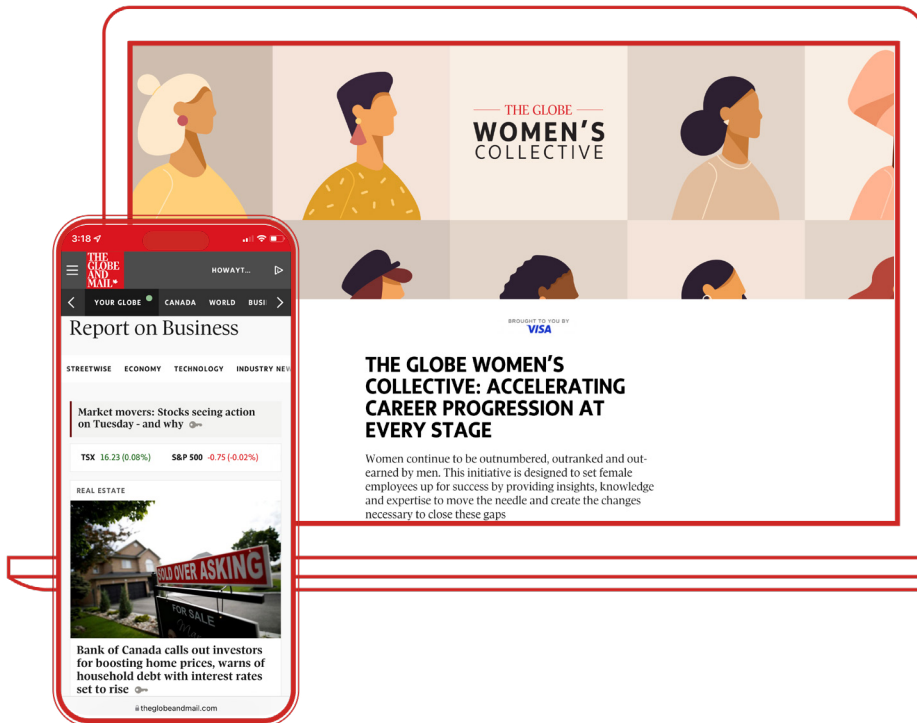 THE GLOBE
WOMEN'S
COLLECTIVE
BROUGHT TO YOU BY
VISA
THE GLOBE WOMEN'S
COLLECTIVE: ACCELERATING
CAREER PROGRESSION AT
EVERY STAGE
Women continue to be outnumbered, outranked and out-
earned by men. This initiative is designed to set female
employees up for success by providing insights, knowledge
and expertise to move the needle and create the changes
necessary to close these gaps
3:18
THE
GLOBE
AND
MAIL*
HOWAYT...
YOUR GLOBE CANADA WORLD BUSI
Report on Business
STREETWISE ECONOMY TECHNOLOGY INDUSTRY NEW
Market movers: Stocks seeing action
on Tuesday - and why
TSX 16.23 (0.08%) S&P 500 -0.75 (-0.02%)
REAL ESTATE
SOLD OVER ASKING
FOR SALE
Bank of Canada calls out investors
for boosting home prices, warns of
household debt with interest rates
set to rise
theglobeandmail.com